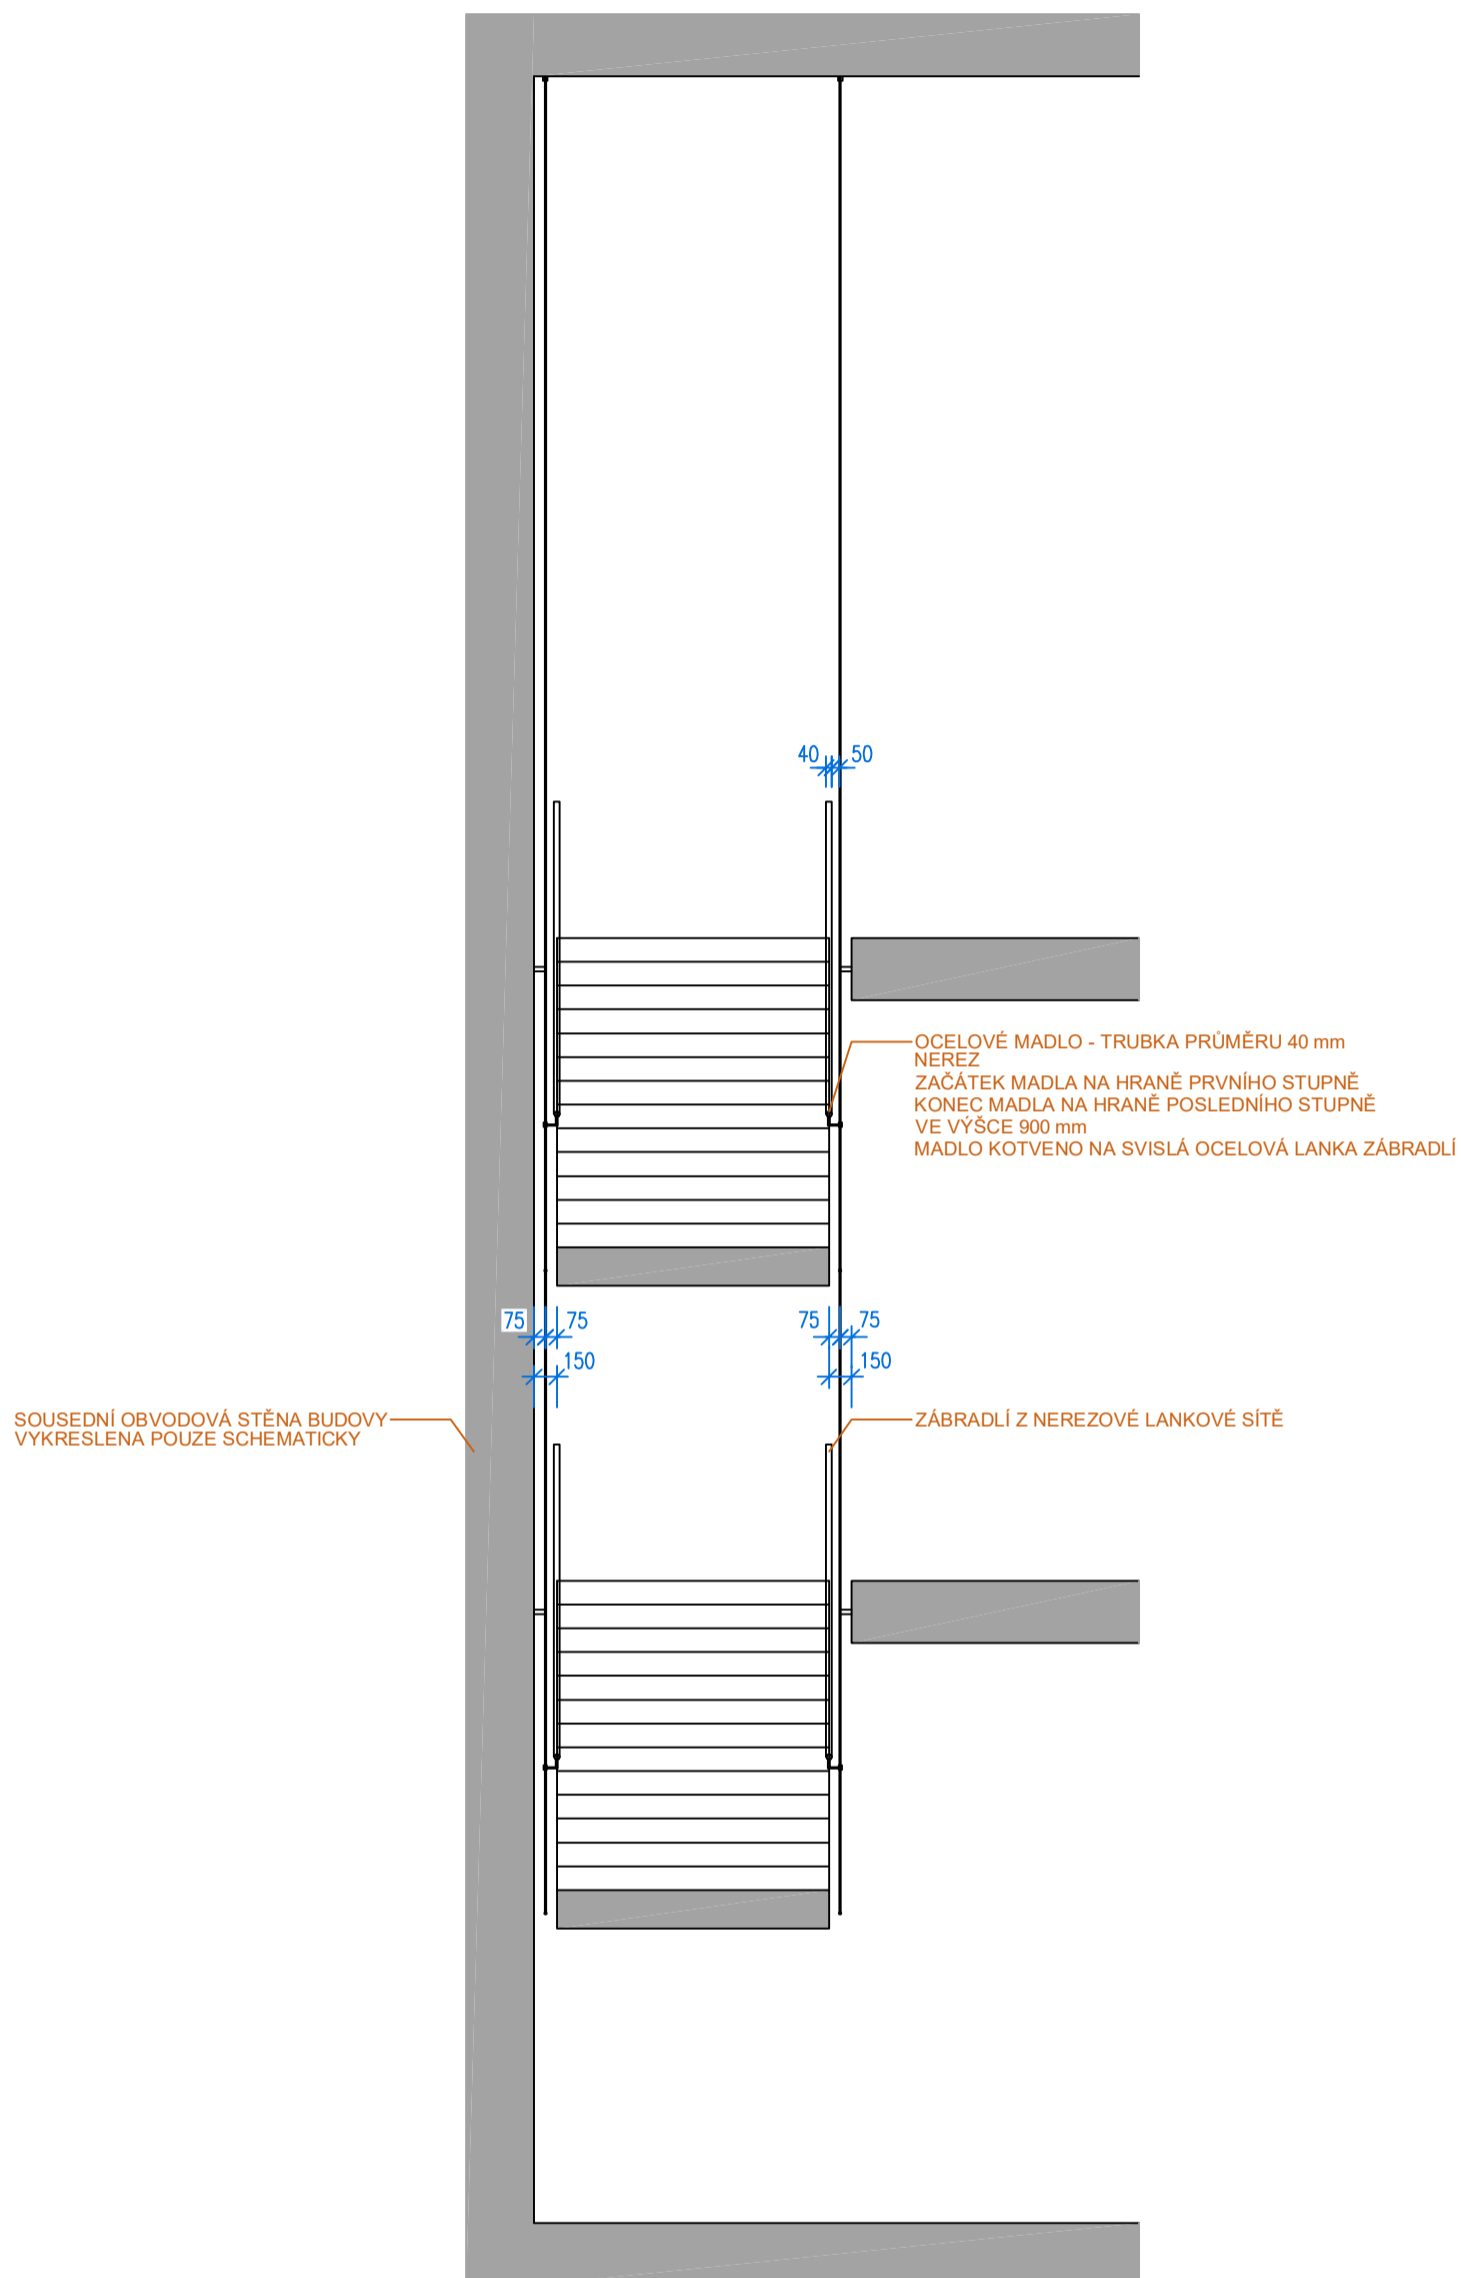 40 50
OCELOVÉ MADLO - TRUBKA PRŮMĚRU 40 mm
NEREZ
ZAČÁTEK MADLA NA HRANĚ PRVNÍHO STUPNĚ
KONEC MADLA NA HRANĚ POSLEDNÍHO STUPNĚ
VE VÝŠCE 900 mm
MADLO KOTVENO NA SVISLÁ OCELOVÁ LANKA ZÁBRADLÍ
75 75 75 75
150 150
SOUSEDNÍ OBVODOVÁ STĚNA BUDOVY
VYKRESLENA POUZE SCHEMATICKY
ZÁBRADLÍ Z NEREZOVÉ LANKOVÉ SÍTĚ